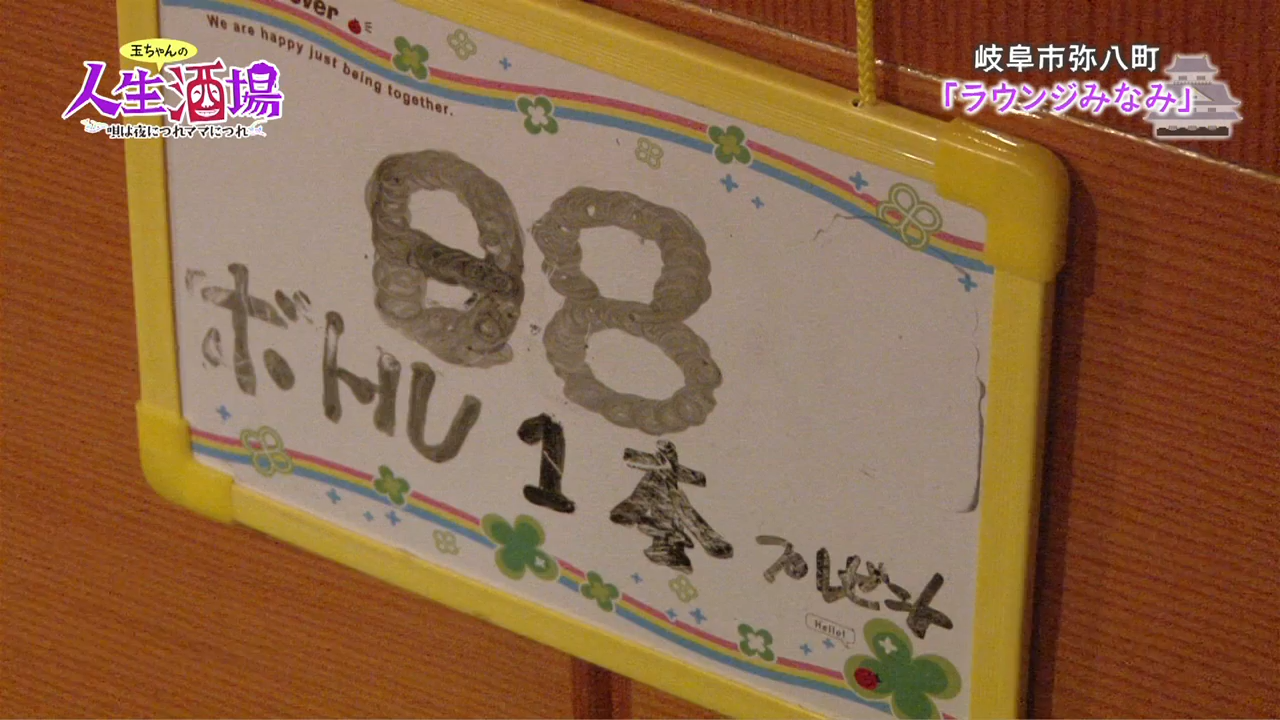 玉ちゃんの
人生酒場
唄は夜につれママにつれ
岐阜市弥八町
「ラウンジみなみ」
We are happy just being together.
88
ボトル1本プレゼント
Hello!